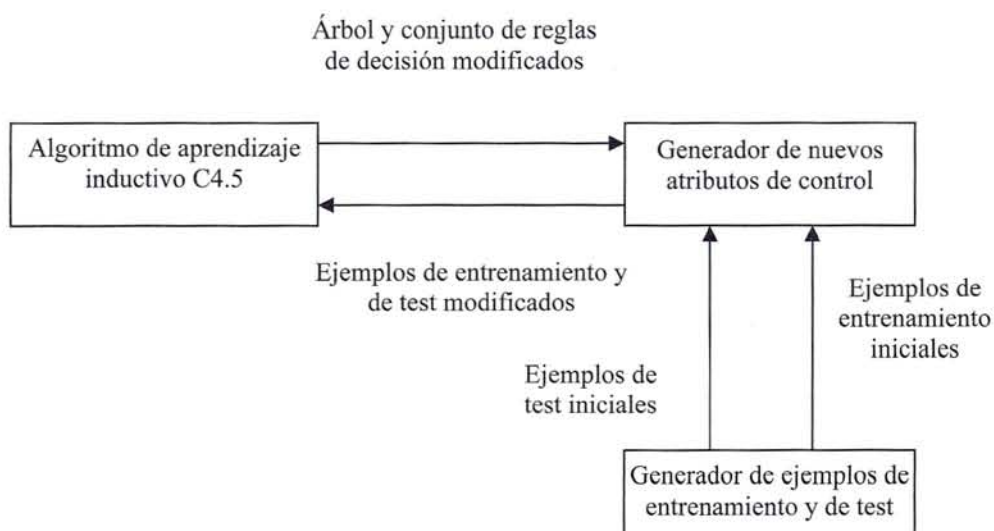 Árbol y conjunto de reglas
de decisión modificados
Algoritmo de aprendizaje
inductivo C4.5
Generador de nuevos
atributos de control
Ejemplos de entrenamiento y
de test modificados
Ejemplos de
entrenamiento
iniciales
Ejemplos de
test iniciales
Generador de ejemplos de
entrenamiento y de test